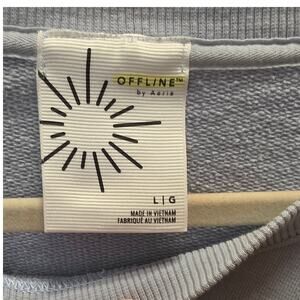 OFFLINE™
by Aerie
L | G
MADE IN VIETNAM
FABRIQUÉ AU VIETNAM